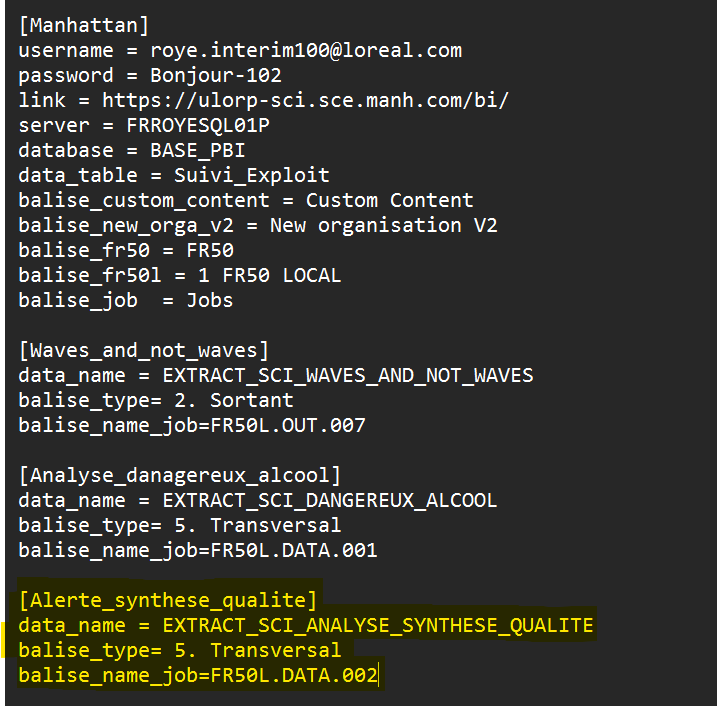 [Manhattan]
username = roye.interim100@loreal.com
password = Bonjour-102
link = https://ulorp-sci.sce.manh.com/bi/
server = FRROYESQL01P
database = BASE_PBI
data_table = Suivi_Exploit
balise_custom_content = Custom Content
balise_new_orga_v2 = New organisation V2
balise_fr50 = FR50
balise_fr50l = 1 FR50 LOCAL
balise_job  = Jobs

[Waves_and_not_waves]
data_name = EXTRACT_SCI_WAVES_AND_NOT_WAVES
balise_type= 2. Sortant
balise_name_job=FR50L.OUT.007

[Analyse_danagereux_alcool]
data_name = EXTRACT_SCI_DANGEREUX_ALCOOL
balise_type= 5. Transversal
balise_name_job=FR50L.DATA.001

[Alerte_synthese_qualite]
data_name = EXTRACT_SCI_ANALYSE_SYNTHESE_QUALITE
balise_type= 5. Transversal
balise_name_job=FR50L.DATA.002